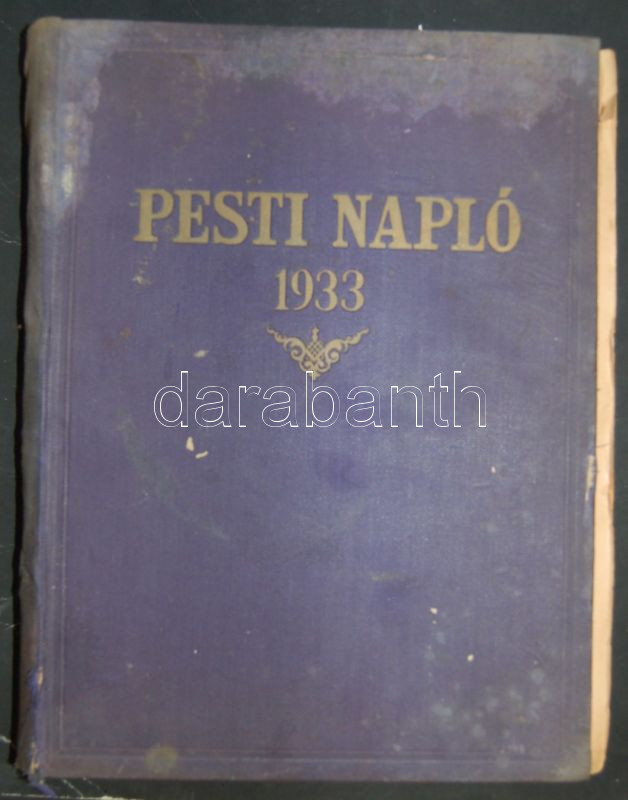 PESTI NAPLÓ
1933
darabanth